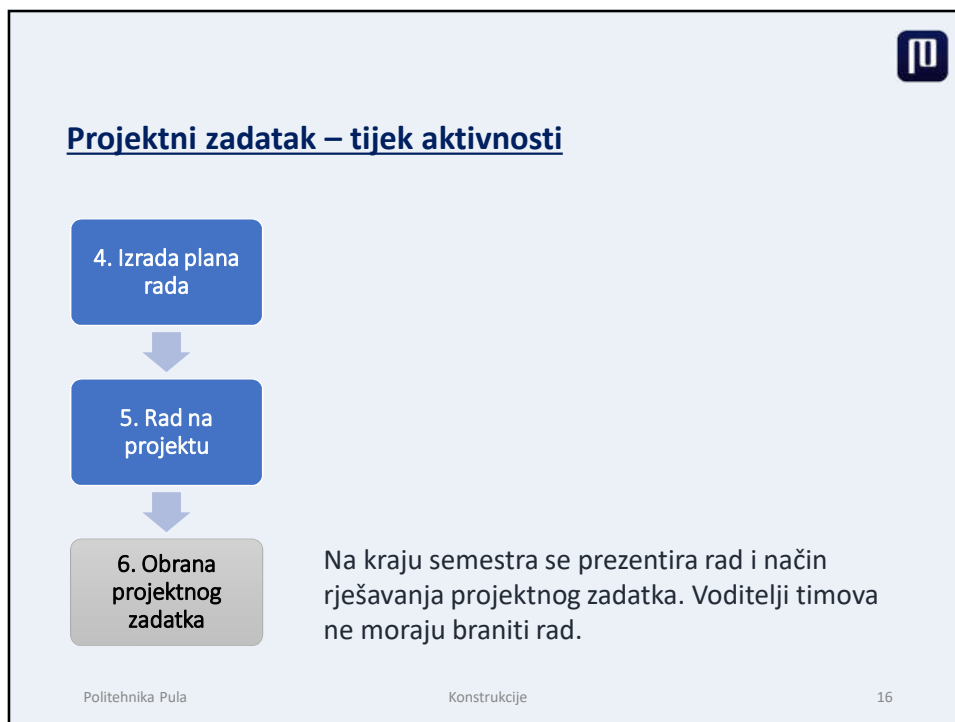 Projektni zadatak – tijek aktivnosti
4. Izrada plana
rada
5. Rad na
projektu
6. Obrana
projektnog
zadatka
Na kraju semestra se prezentira rad i način
rješavanja projektnog zadatka. Voditelji timova
ne moraju braniti rad.
Politehnika Pula
Konstrukcije
16